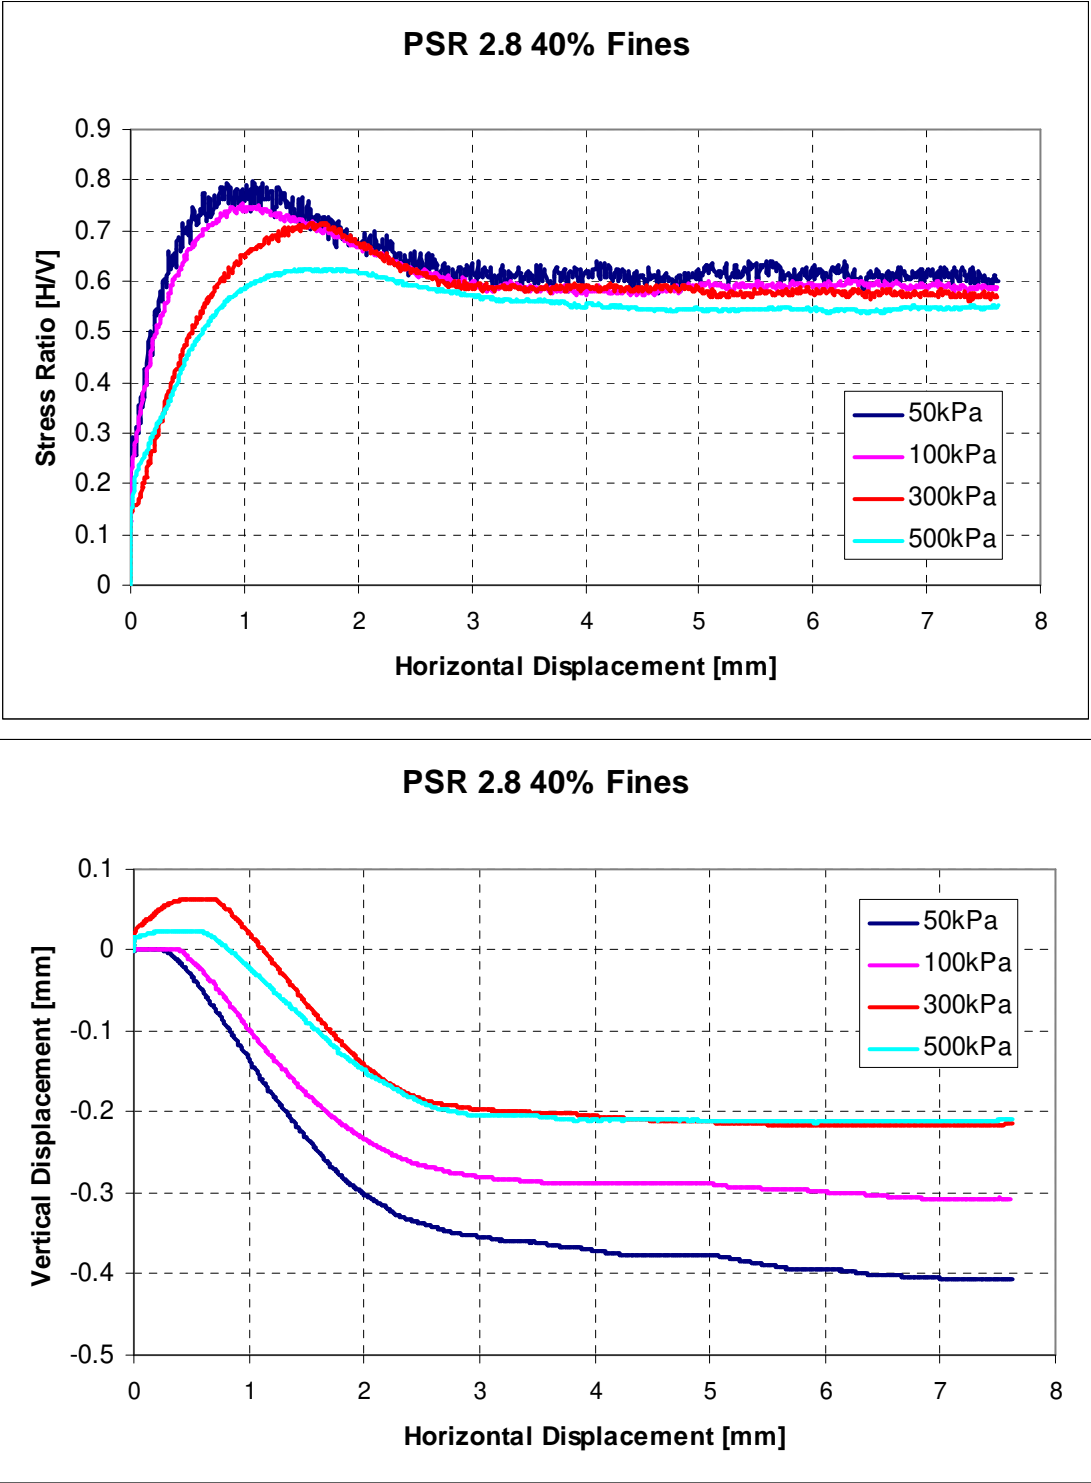 PSR 2.8 40% Fines
0.9
0.8
0.7
0.6
0.5
0.4
0.3
0.2
0.1
0
Stress Ratio [H/V]
50kPa
100kPa
300kPa
500kPa
0 1 2 3 4 5 6 7 8
Horizontal Displacement [mm]
PSR 2.8 40% Fines
0.1
0
-0.1
-0.2
-0.3
-0.4
-0.5
Vertical Displacement [mm]
50kPa
100kPa
300kPa
500kPa
0 1 2 3 4 5 6 7 8
Horizontal Displacement [mm]